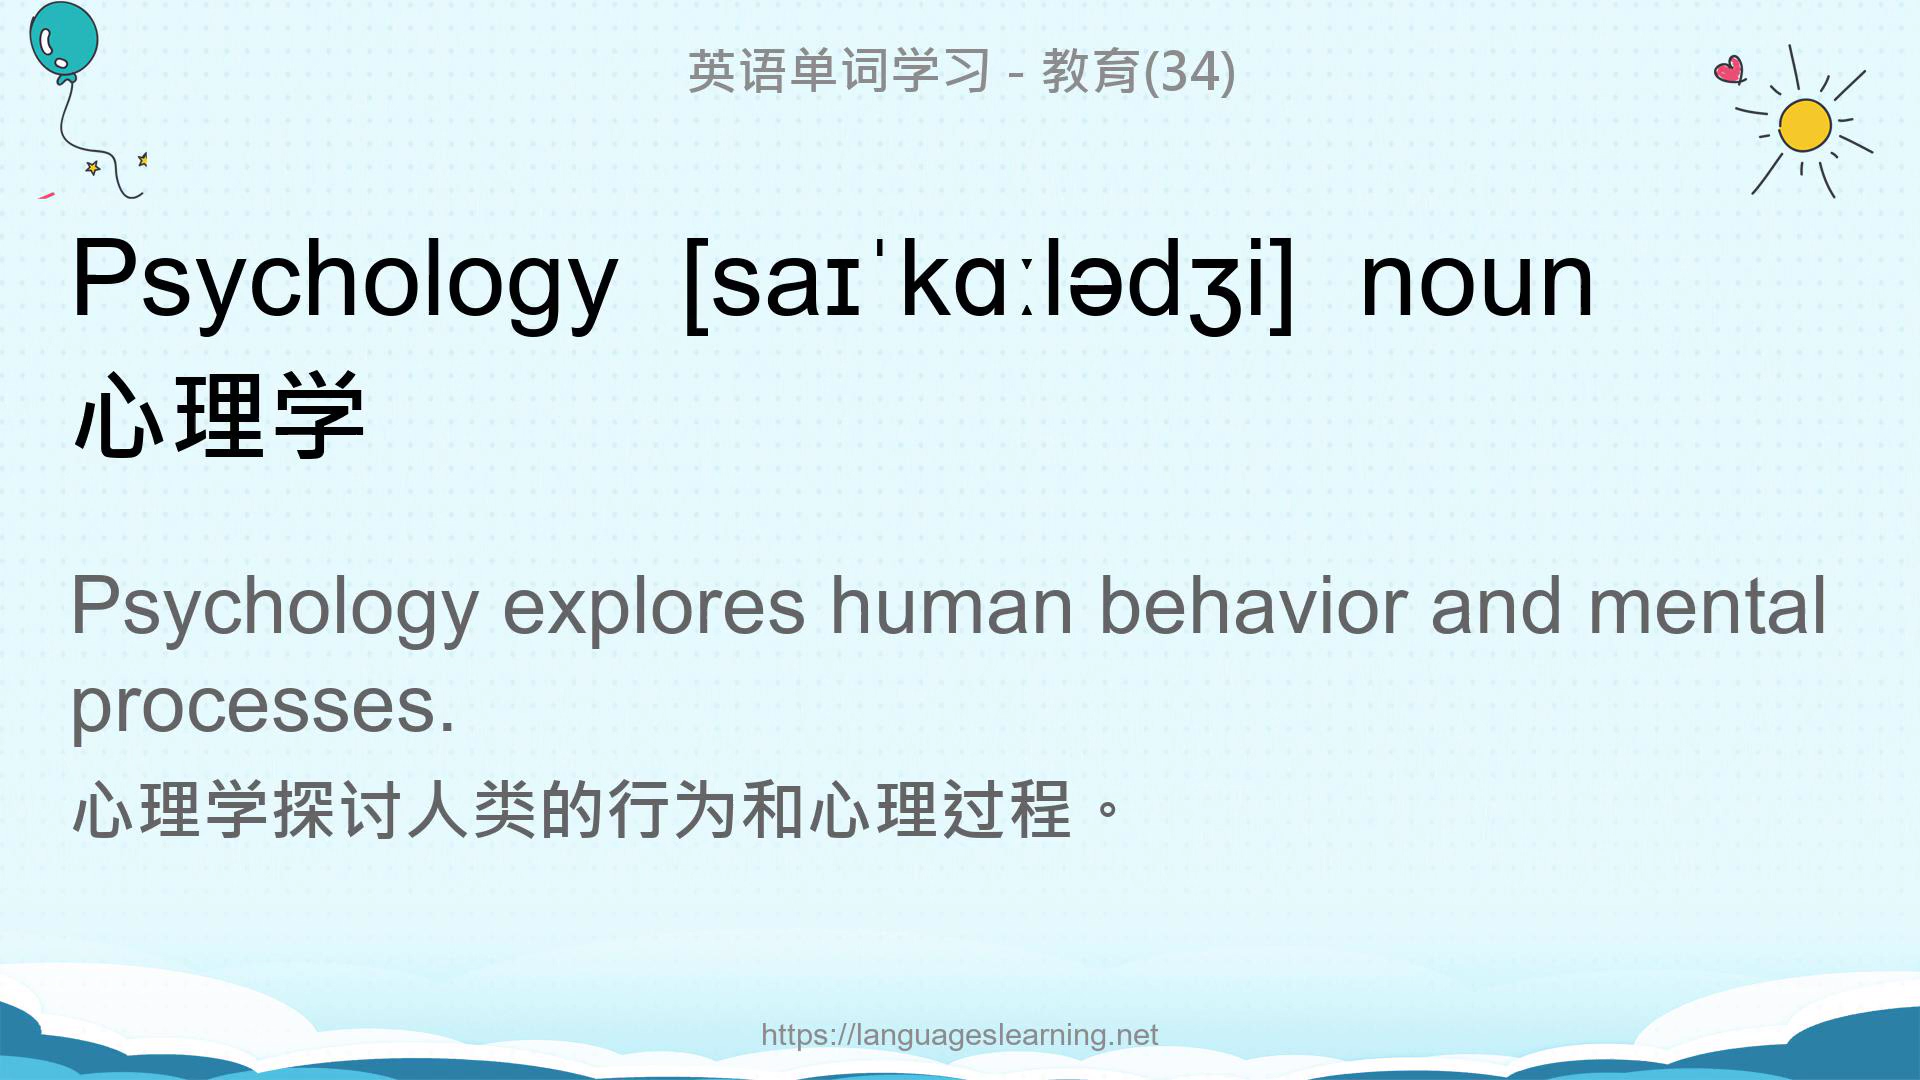 英语单词学习 - 教育(34)
Psychology [saɪˈkɑːlədʒi] noun
心理学
Psychology explores human behavior and mental
processes.
心理学探讨人类的行为和心理过程。
https://languageslearning.net